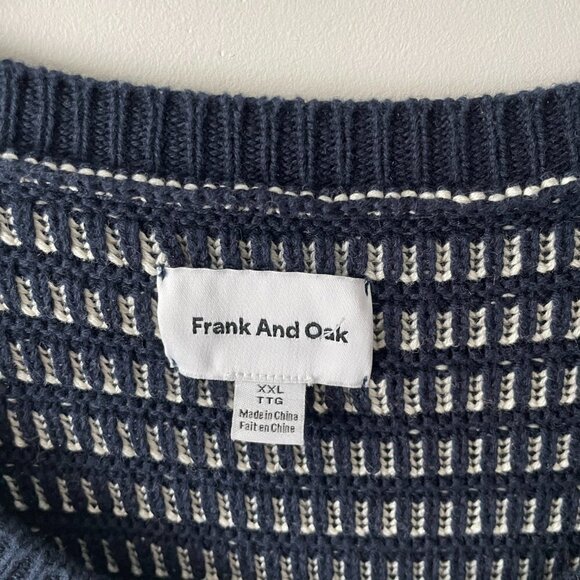 Frank And Oak
XXL
TTG
Made in China
Fait en Chine